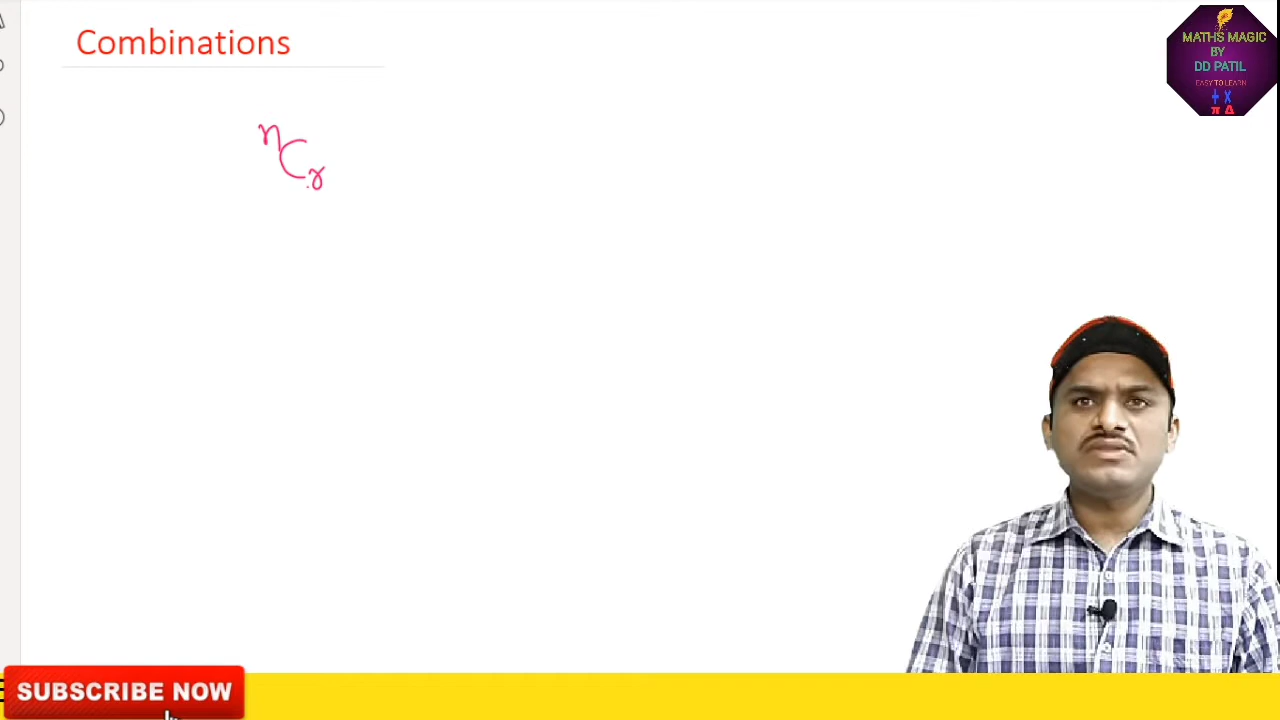 Combinations
MATHS MAGIC
BY
DD PATIL
EASY TO LEARN
+ X
π Δ
nCr
SUBSCRIBE NOW